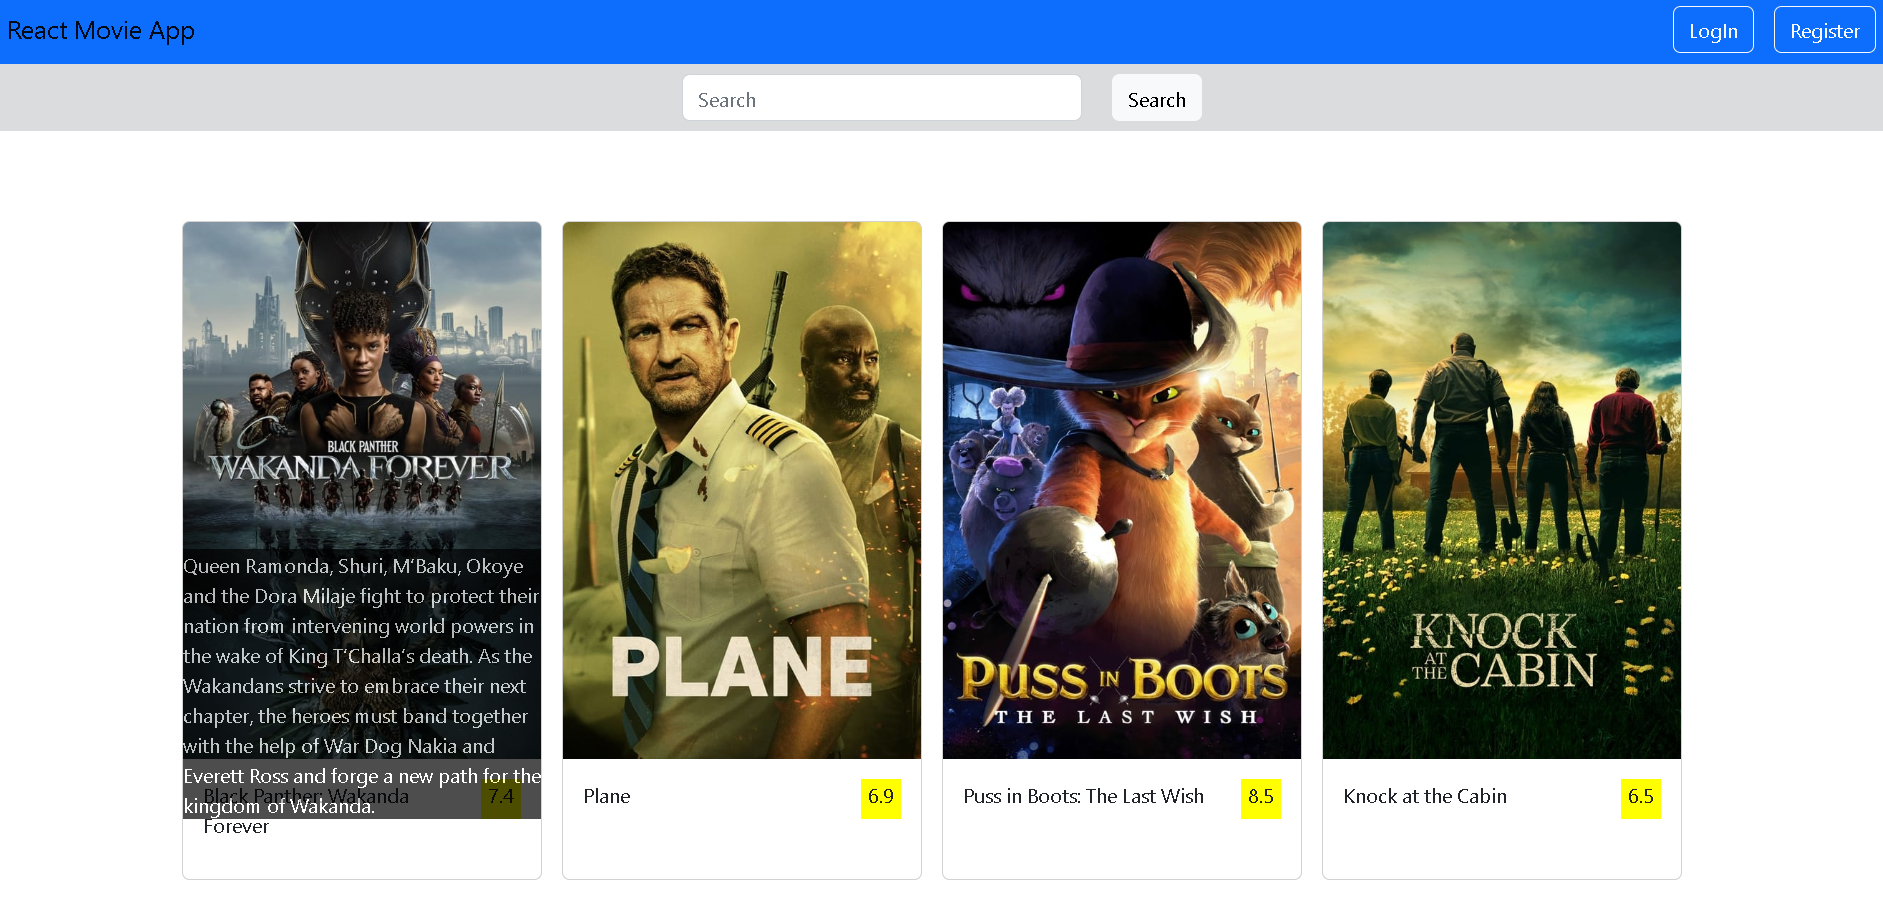 React Movie App
LogIn
Register
Search
Search
BLACK PANTHER
WAKANDA FOREVER
Queen Ramonda, Shuri, M’Baku, Okoye
and the Dora Milaje fight to protect their
nation from intervening world powers in
the wake of King T’Challa’s death. As the
Wakandans strive to embrace their next
chapter, the heroes must band together
with the help of War Dog Nakia and
Everett Ross and forge a new path for the
kingdom of Wakanda.
Black Panther: Wakanda
Forever
7.4
PLANE
Plane
6.9
PUSS IN BOOTS
THE LAST WISH
Puss in Boots: The Last Wish
8.5
KNOCK
AT
THE CABIN
Knock at the Cabin
6.5